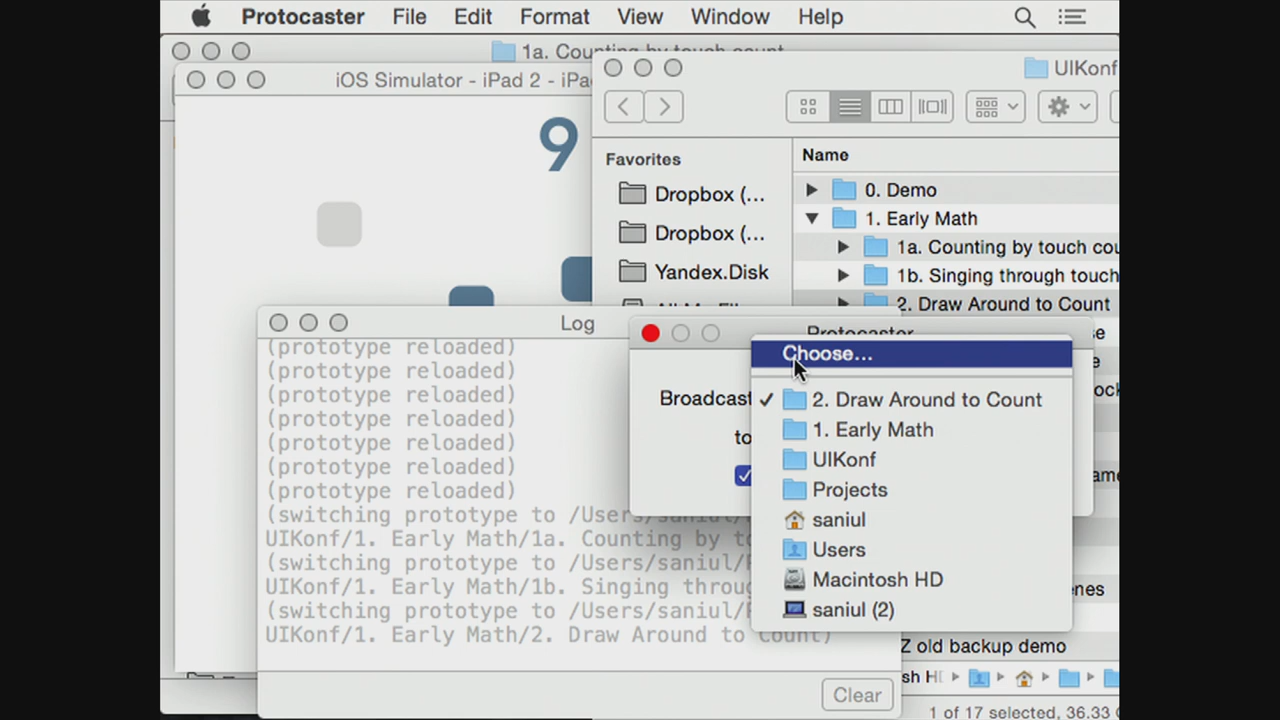 Protocaster File Edit Format View Window Help
1a. Counting by touch count
iOS Simulator - iPad 2 - iPa
UIKonf
9
Favorites
Dropbox (...
Dropbox (...
Yandex.Disk
Name
0. Demo
1. Early Math
1a. Counting by touch cou
1b. Singing through touch
2. Draw Around to Count
Log
(prototype reloaded)
(prototype reloaded)
(prototype reloaded)
(prototype reloaded)
(prototype reloaded)
(prototype reloaded)
(prototype reloaded)
(switching prototype to /Users/saniul/
UIKonf/1. Early Math/1a. Counting by to
(switching prototype to /Users/saniul/
UIKonf/1. Early Math/1b. Singing throug
(switching prototype to /Users/saniul/
UIKonf/1. Early Math/2. Draw Around to Count)
Clear
Protocaster
Broadcast
to
Choose...
2. Draw Around to Count
1. Early Math
UIKonf
Projects
saniul
Users
Macintosh HD
saniul (2)
Z old backup demo
1 of 17 selected, 36.33